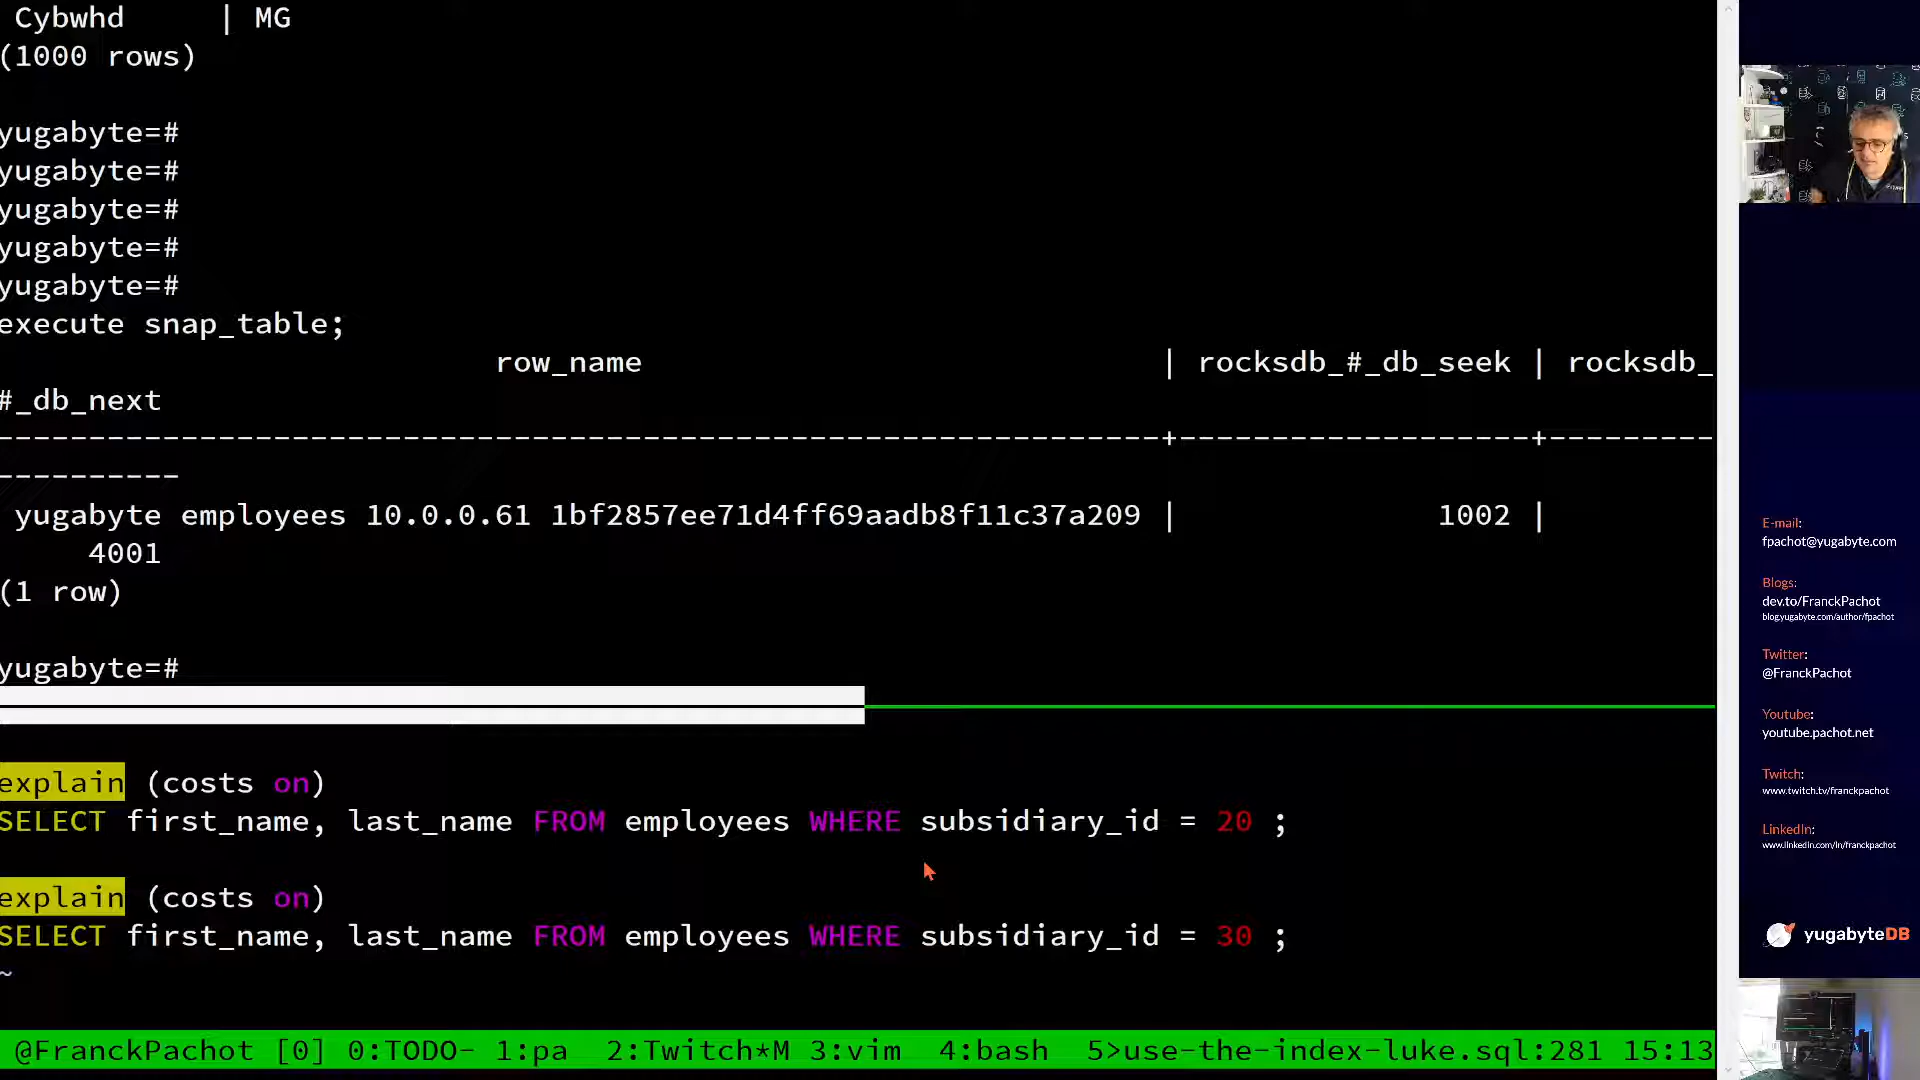 Cybwhd | MG
(1000 rows)
yugabyte=#
yugabyte=#
yugabyte=#
yugabyte=#
yugabyte=#
execute snap_table;
row_name | rocksdb_#_db_seek | rocksdb_
#_db_next
-----------------------------------------------------------------+-------------------+---------
----------
yugabyte employees 10.0.0.61 1bf2857ee71d4ff69aadb8f11c37a209 | 1002 |
4001
(1 row)
yugabyte=#
explain (costs on)
SELECT first_name, last_name FROM employees WHERE subsidiary_id = 20 ;
explain (costs on)
SELECT first_name, last_name FROM employees WHERE subsidiary_id = 30 ;
~
@FranckPachot [0] 0:TODO- 1:pa 2:Twitch*M 3:vim 4:bash 5>use-the-index-luke.sql:281 15:13
E-mail:
fpachot@yugabyte.com
Blogs:
dev.to/FranckPachot
blog.yugabyte.com/author/fpachot
Twitter:
@FranckPachot
Youtube:
youtube.pachot.net
Twitch:
www.twitch.tv/franckpachot
LinkedIn:
www.linkedin.com/in/franckpachot
yugabyteDB